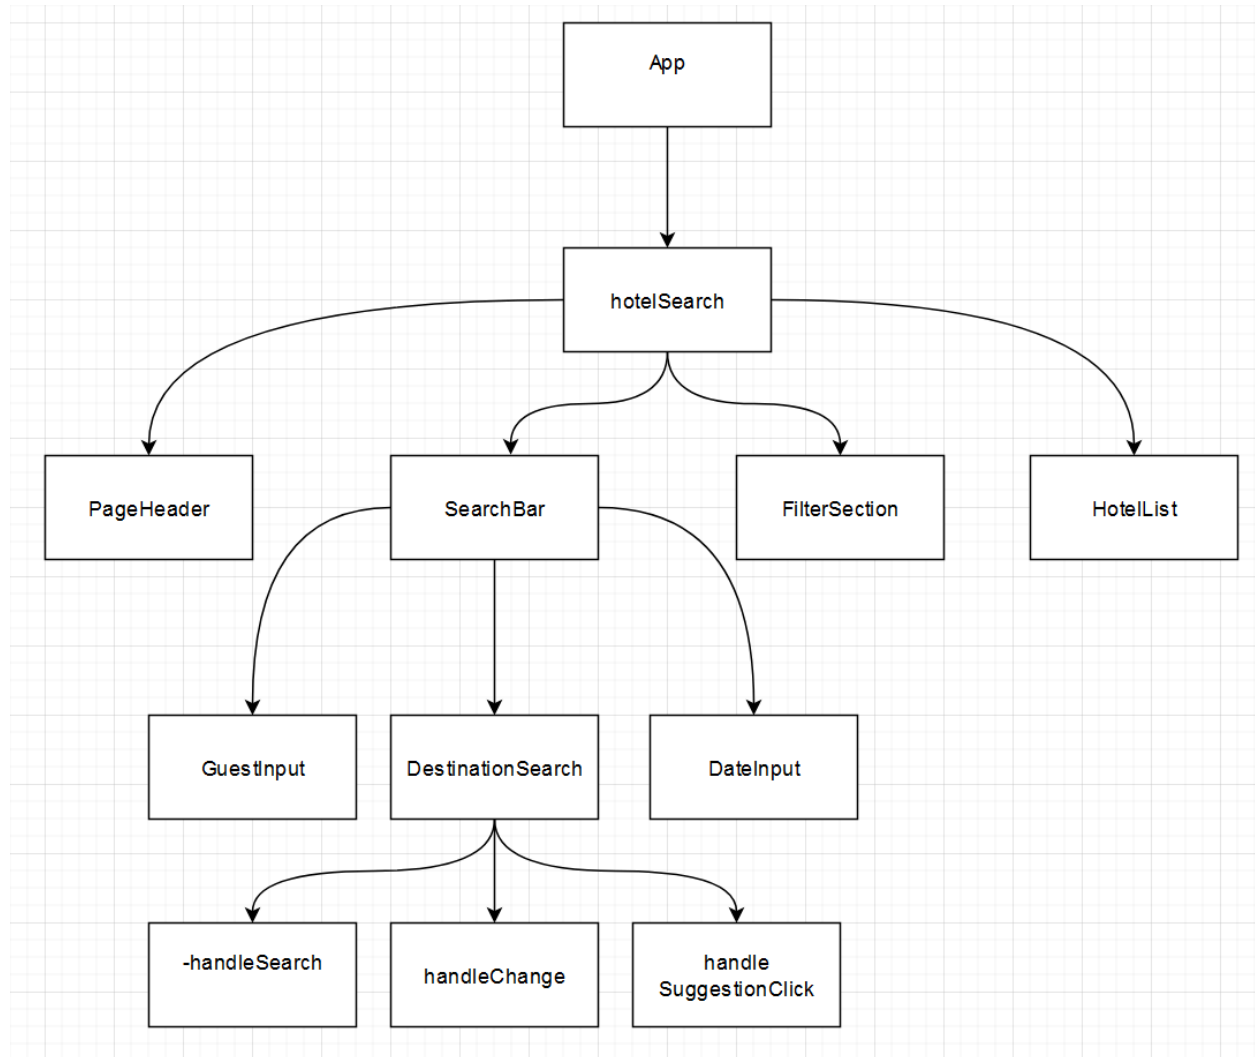 App
hotelSearch
PageHeader
SearchBar
FilterSection
HotelList
GuestInput
DestinationSearch
DateInput
-handleSearch
handleChange
handle
SuggestionClick